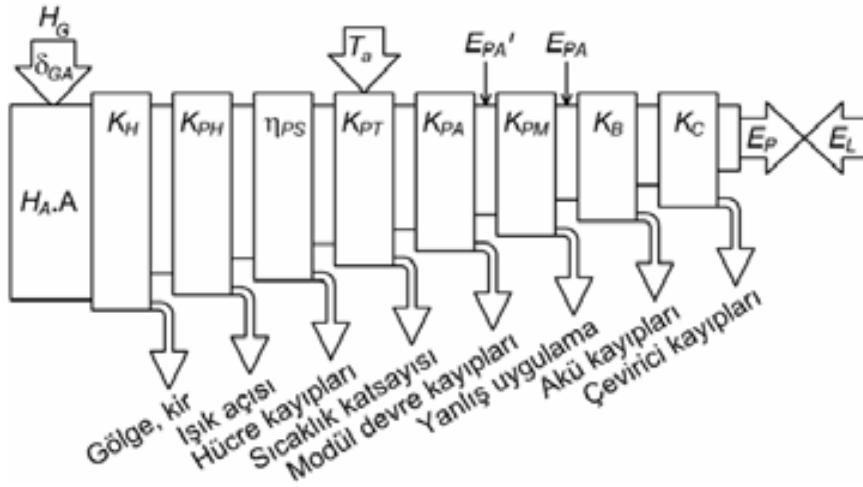 H_G
δ_GA
T_a
E_PA'
E_PA
K_H
K_PH
η_PS
K_PT
K_PA
K_PM
K_B
K_C
E_P
E_L
H_A.A
Gölge, kir
Işık açısı
Hücre kayıpları
Sıcaklık katsayısı
Modül devre kayıpları
Yanlış uygulama
Akü kayıpları
Çevirici kayıpları